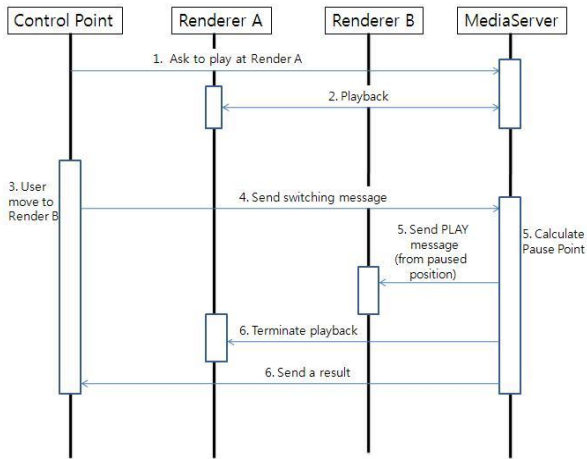 Control Point
Renderer A
Renderer B
MediaServer
1. Ask to play at Render A
2. Playback
3. User
move to
Render B
4. Send switching message
5. Send PLAY
message
(from paused
position)
5. Calculate
Pause Point
6. Terminate playback
6. Send a result